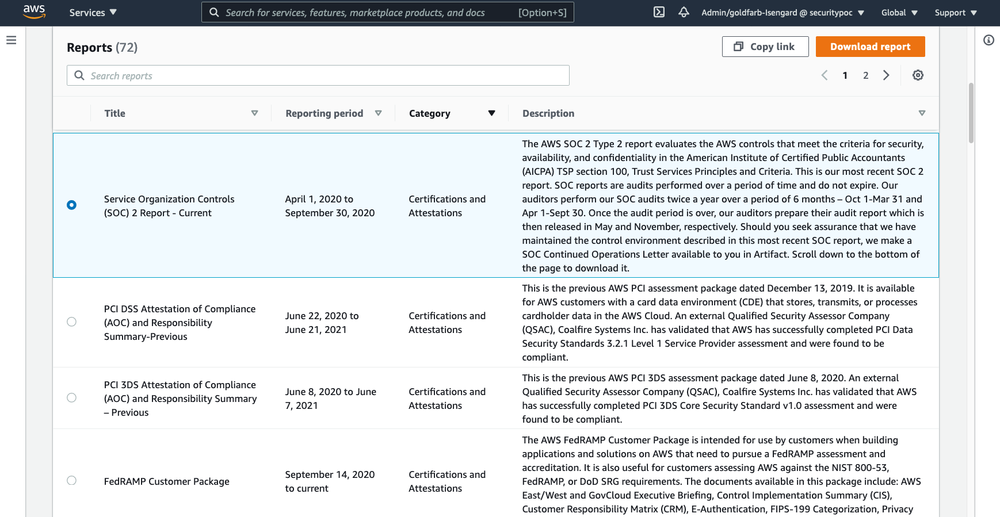 aws
Services
Search for services, features, marketplace products, and docs
[Option+S]
Admin/goldfarb-Isengard @ securitypoc
Global
Support
Reports (72)
Copy link
Download report
Search reports
1
2
Title
Reporting period
Category
Description
Service Organization Controls
(SOC) 2 Report - Current
April 1, 2020 to
September 30, 2020
Certifications and
Attestations
The AWS SOC 2 Type 2 report evaluates the AWS controls that meet the criteria for security,
availability, and confidentiality in the American Institute of Certified Public Accountants
(AICPA) TSP section 100, Trust Services Principles and Criteria. This is our most recent SOC 2
report. SOC reports are audits performed over a period of time and do not expire. Our
auditors perform our SOC audits twice a year over a period of 6 months – Oct 1-Mar 31 and
Apr 1-Sept 30. Once the audit period is over, our auditors prepare their audit report which is
then released in May and November, respectively. Should you seek assurance that we have
maintained the control environment described in this most recent SOC report, we make a
SOC Continued Operations Letter available to you in Artifact. Scroll down to the bottom of
the page to download it.
PCI DSS Attestation of Compliance
(AOC) and Responsibility
Summary-Previous
June 22, 2020 to
June 21, 2021
Certifications and
Attestations
This is the previous AWS PCI assessment package dated December 13, 2019. It is available
for AWS customers with a card data environment (CDE) that stores, transmits, or processes
cardholder data in the AWS Cloud. An external Qualified Security Assessor Company
(QSAC), Coalfire Systems Inc. has validated that AWS has successfully completed PCI Data
Security Standards 3.2.1 Level 1 Service Provider assessment and were found to be
compliant.
PCI 3DS Attestation of Compliance
(AOC) and Responsibility Summary
– Previous
June 8, 2020 to June
7, 2021
Certifications and
Attestations
This is the previous AWS PCI 3DS assessment package dated June 8, 2020. An external
Qualified Security Assessor Company (QSAC), Coalfire Systems Inc. has validated that AWS
has successfully completed PCI 3DS Core Security Standard v1.0 assessment and were
found to be compliant.
FedRAMP Customer Package
September 14, 2020
to current
Certifications and
Attestations
The AWS FedRAMP Customer Package is intended for use by customers when building
applications and solutions on AWS that need to pursue a FedRAMP assessment and
accreditation. It is also useful for customers assessing AWS against the NIST 800-53,
FedRAMP, or DoD SRG requirements. The documents available in this package include: AWS
East/West and GovCloud Executive Briefing, Control Implementation Summary (CIS),
Customer Responsibility Matrix (CRM), E-Authentication, FIPS-199 Categorization, Privacy